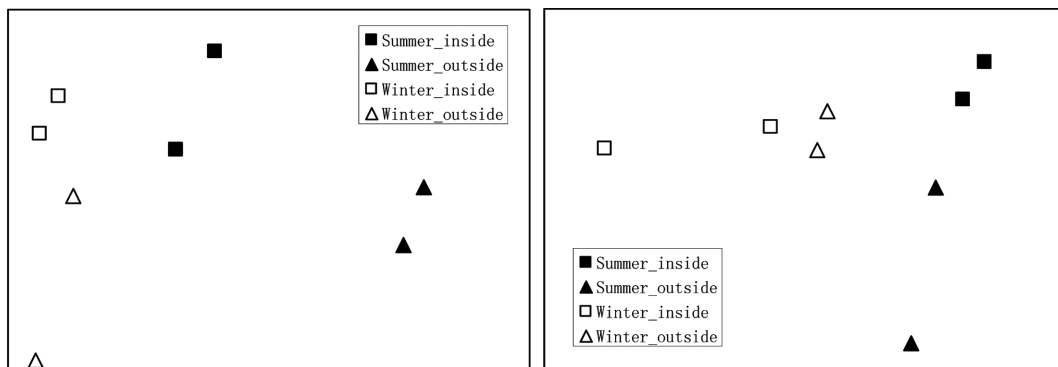 Summer_inside
Summer_outside
Winter_inside
Winter_outside
Summer_inside
Summer_outside
Winter_inside
Winter_outside